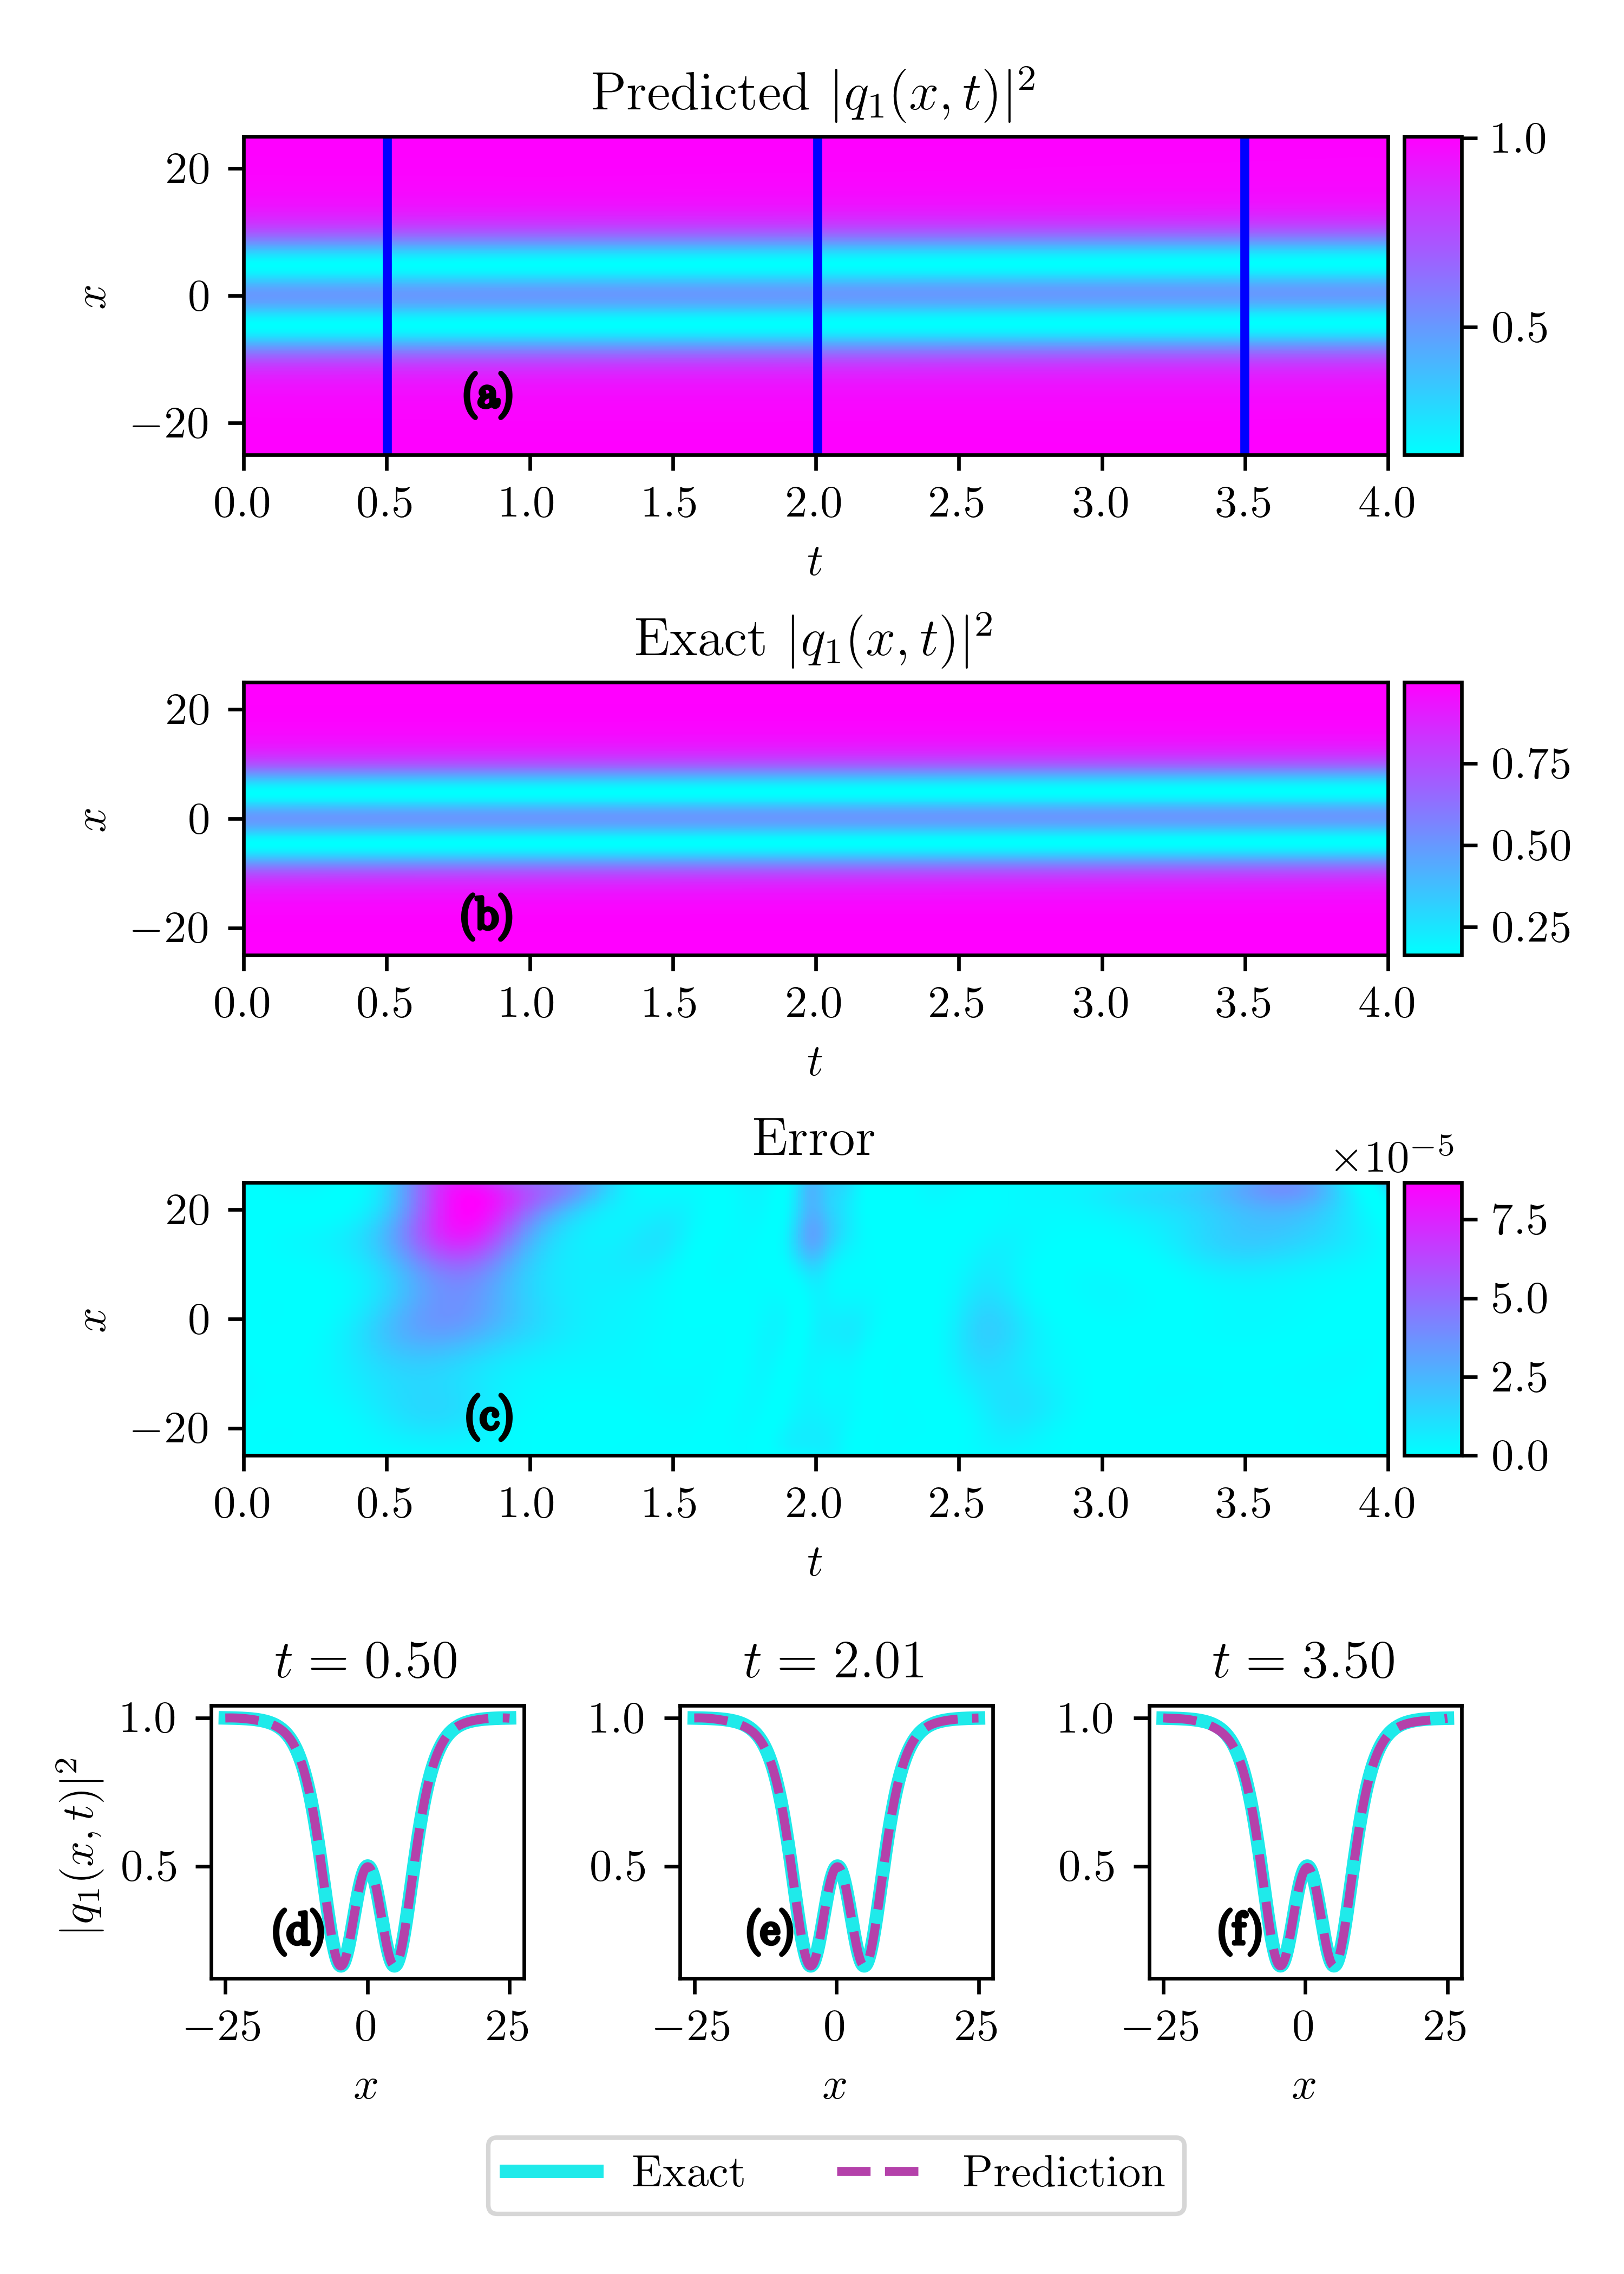 Predicted |q₁(x, t)|²
1.0
0.5
20
0
−20
x
(a)
0.0 0.5 1.0 1.5 2.0 2.5 3.0 3.5 4.0
t
Exact |q₁(x, t)|²
20
0
−20
x
(b)
0.75
0.50
0.25
0.0 0.5 1.0 1.5 2.0 2.5 3.0 3.5 4.0
t
Error
×10⁻⁵
20
0
−20
x
(c)
7.5
5.0
2.5
0.0
0.0 0.5 1.0 1.5 2.0 2.5 3.0 3.5 4.0
t
t = 0.50
|q₁(x, t)|²
1.0
0.5
(d)
−25 0 25
x
t = 2.01
1.0
0.5
(e)
−25 0 25
x
t = 3.50
1.0
0.5
(f)
−25 0 25
x
Exact Prediction